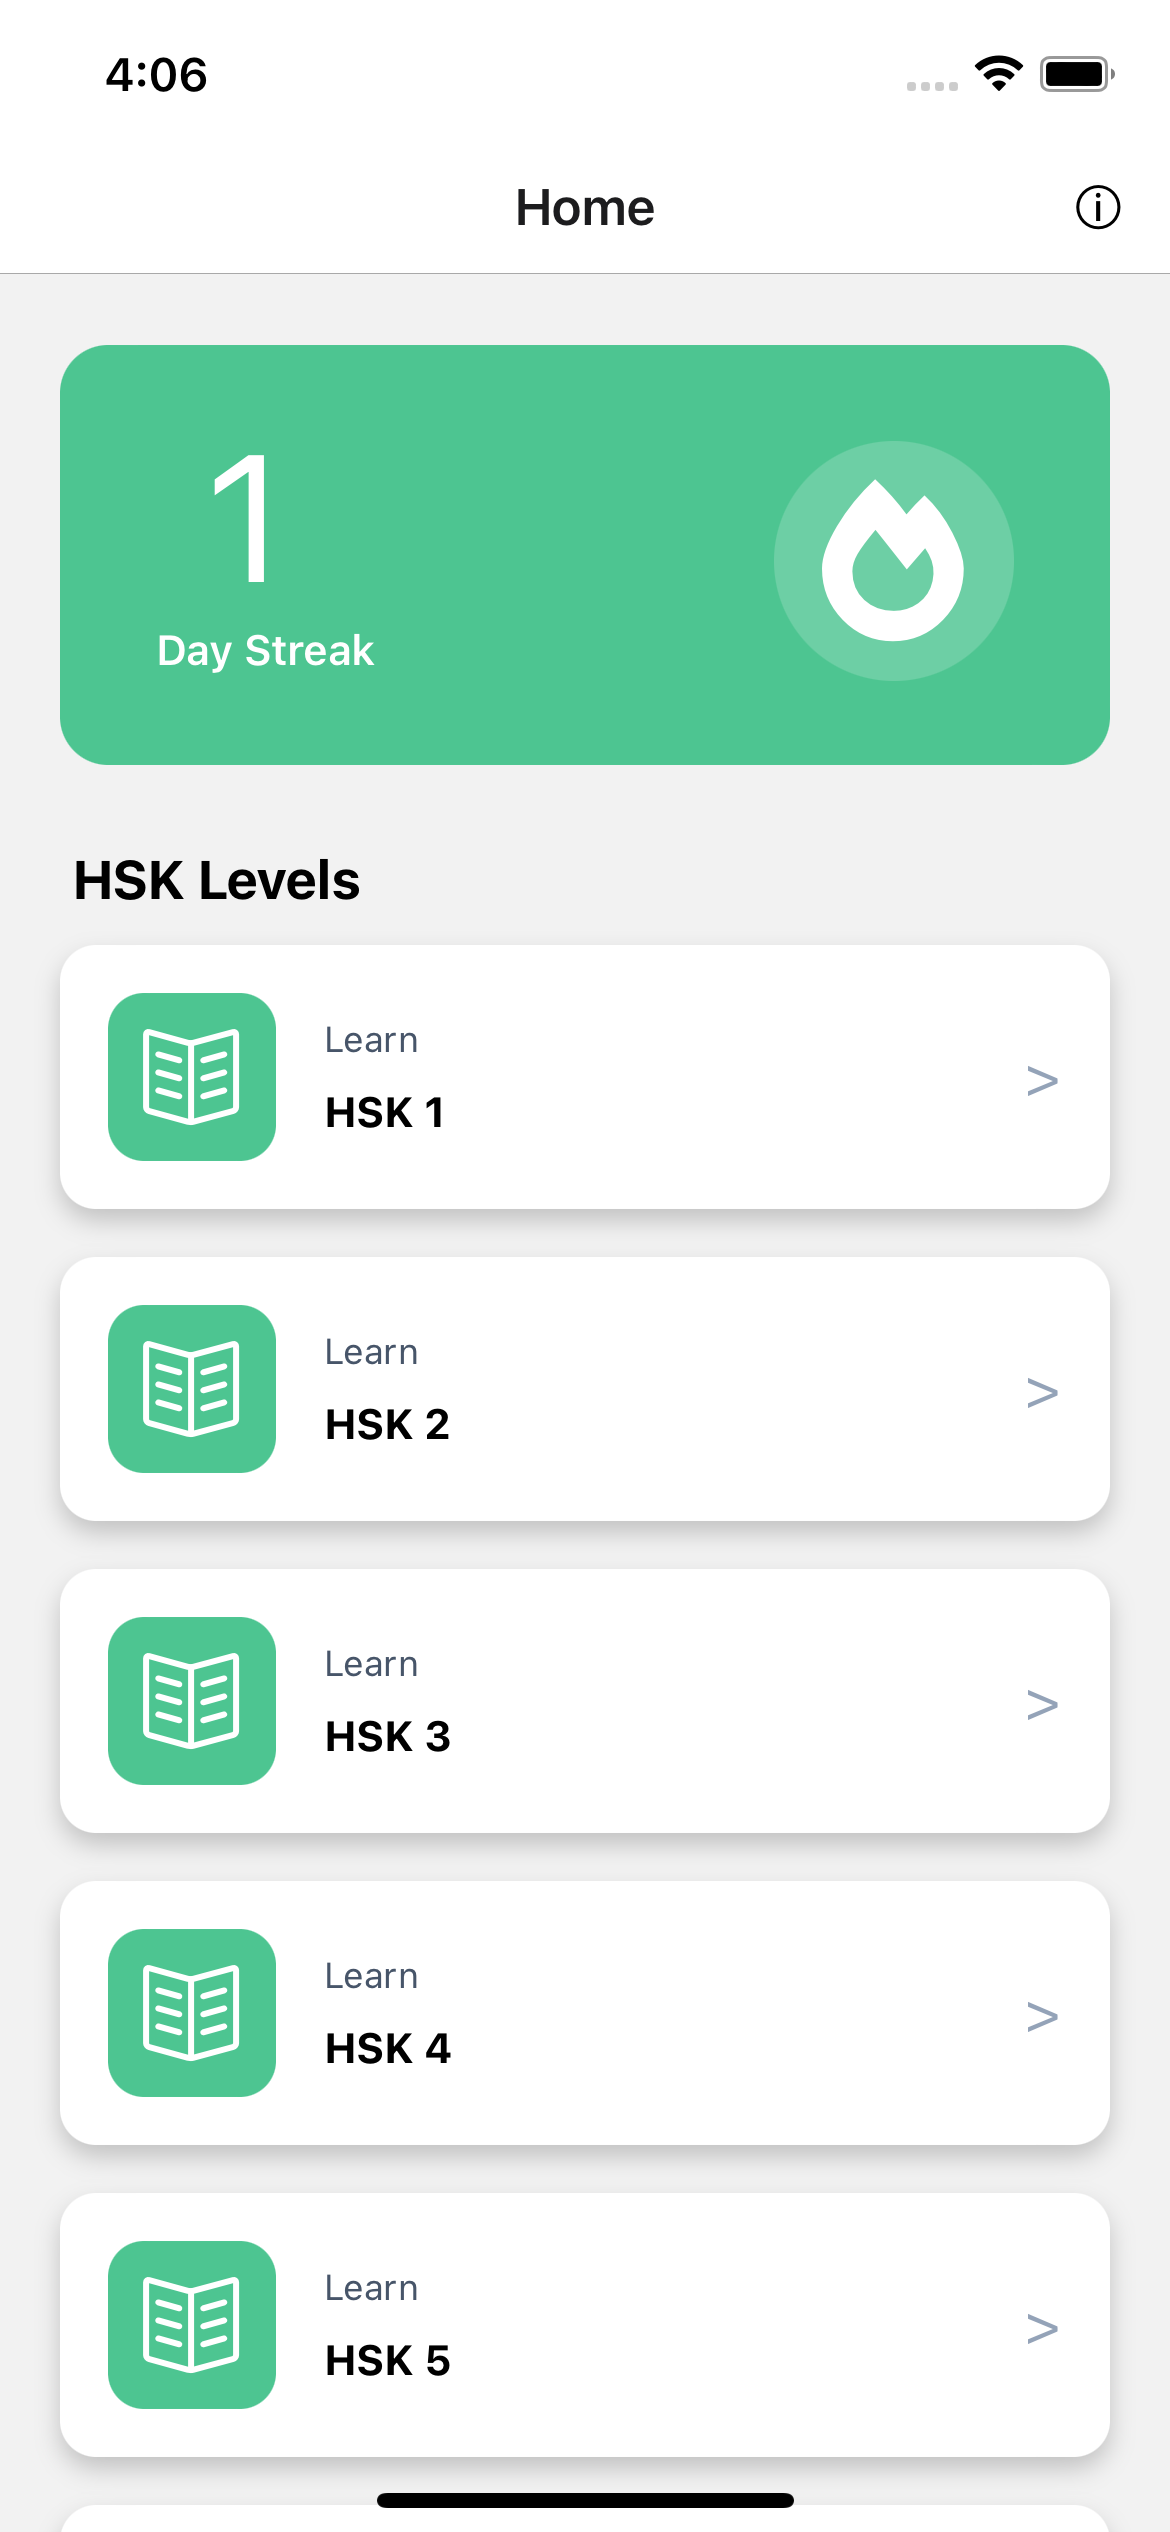 4:06
Home
1
Day Streak
HSK Levels
Learn
HSK 1
>
Learn
HSK 2
>
Learn
HSK 3
>
Learn
HSK 4
>
Learn
HSK 5
>